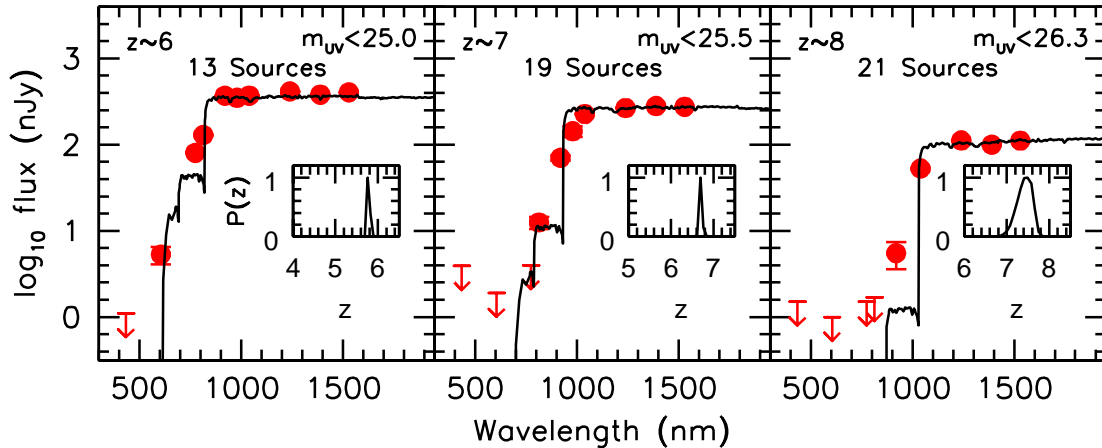 z~6 m_UV<25.0 z~7 m_UV<25.5 z~8 m_UV<26.3
13 Sources 19 Sources 21 Sources
3
2
1
0
log₁₀ flux (nJy)
P(z)
1
0
4 5 6
z
1
0
5 6 7
z
1
0
6 7 8
z
500 1000 1500 500 1000 1500 500 1000 1500
Wavelength (nm)